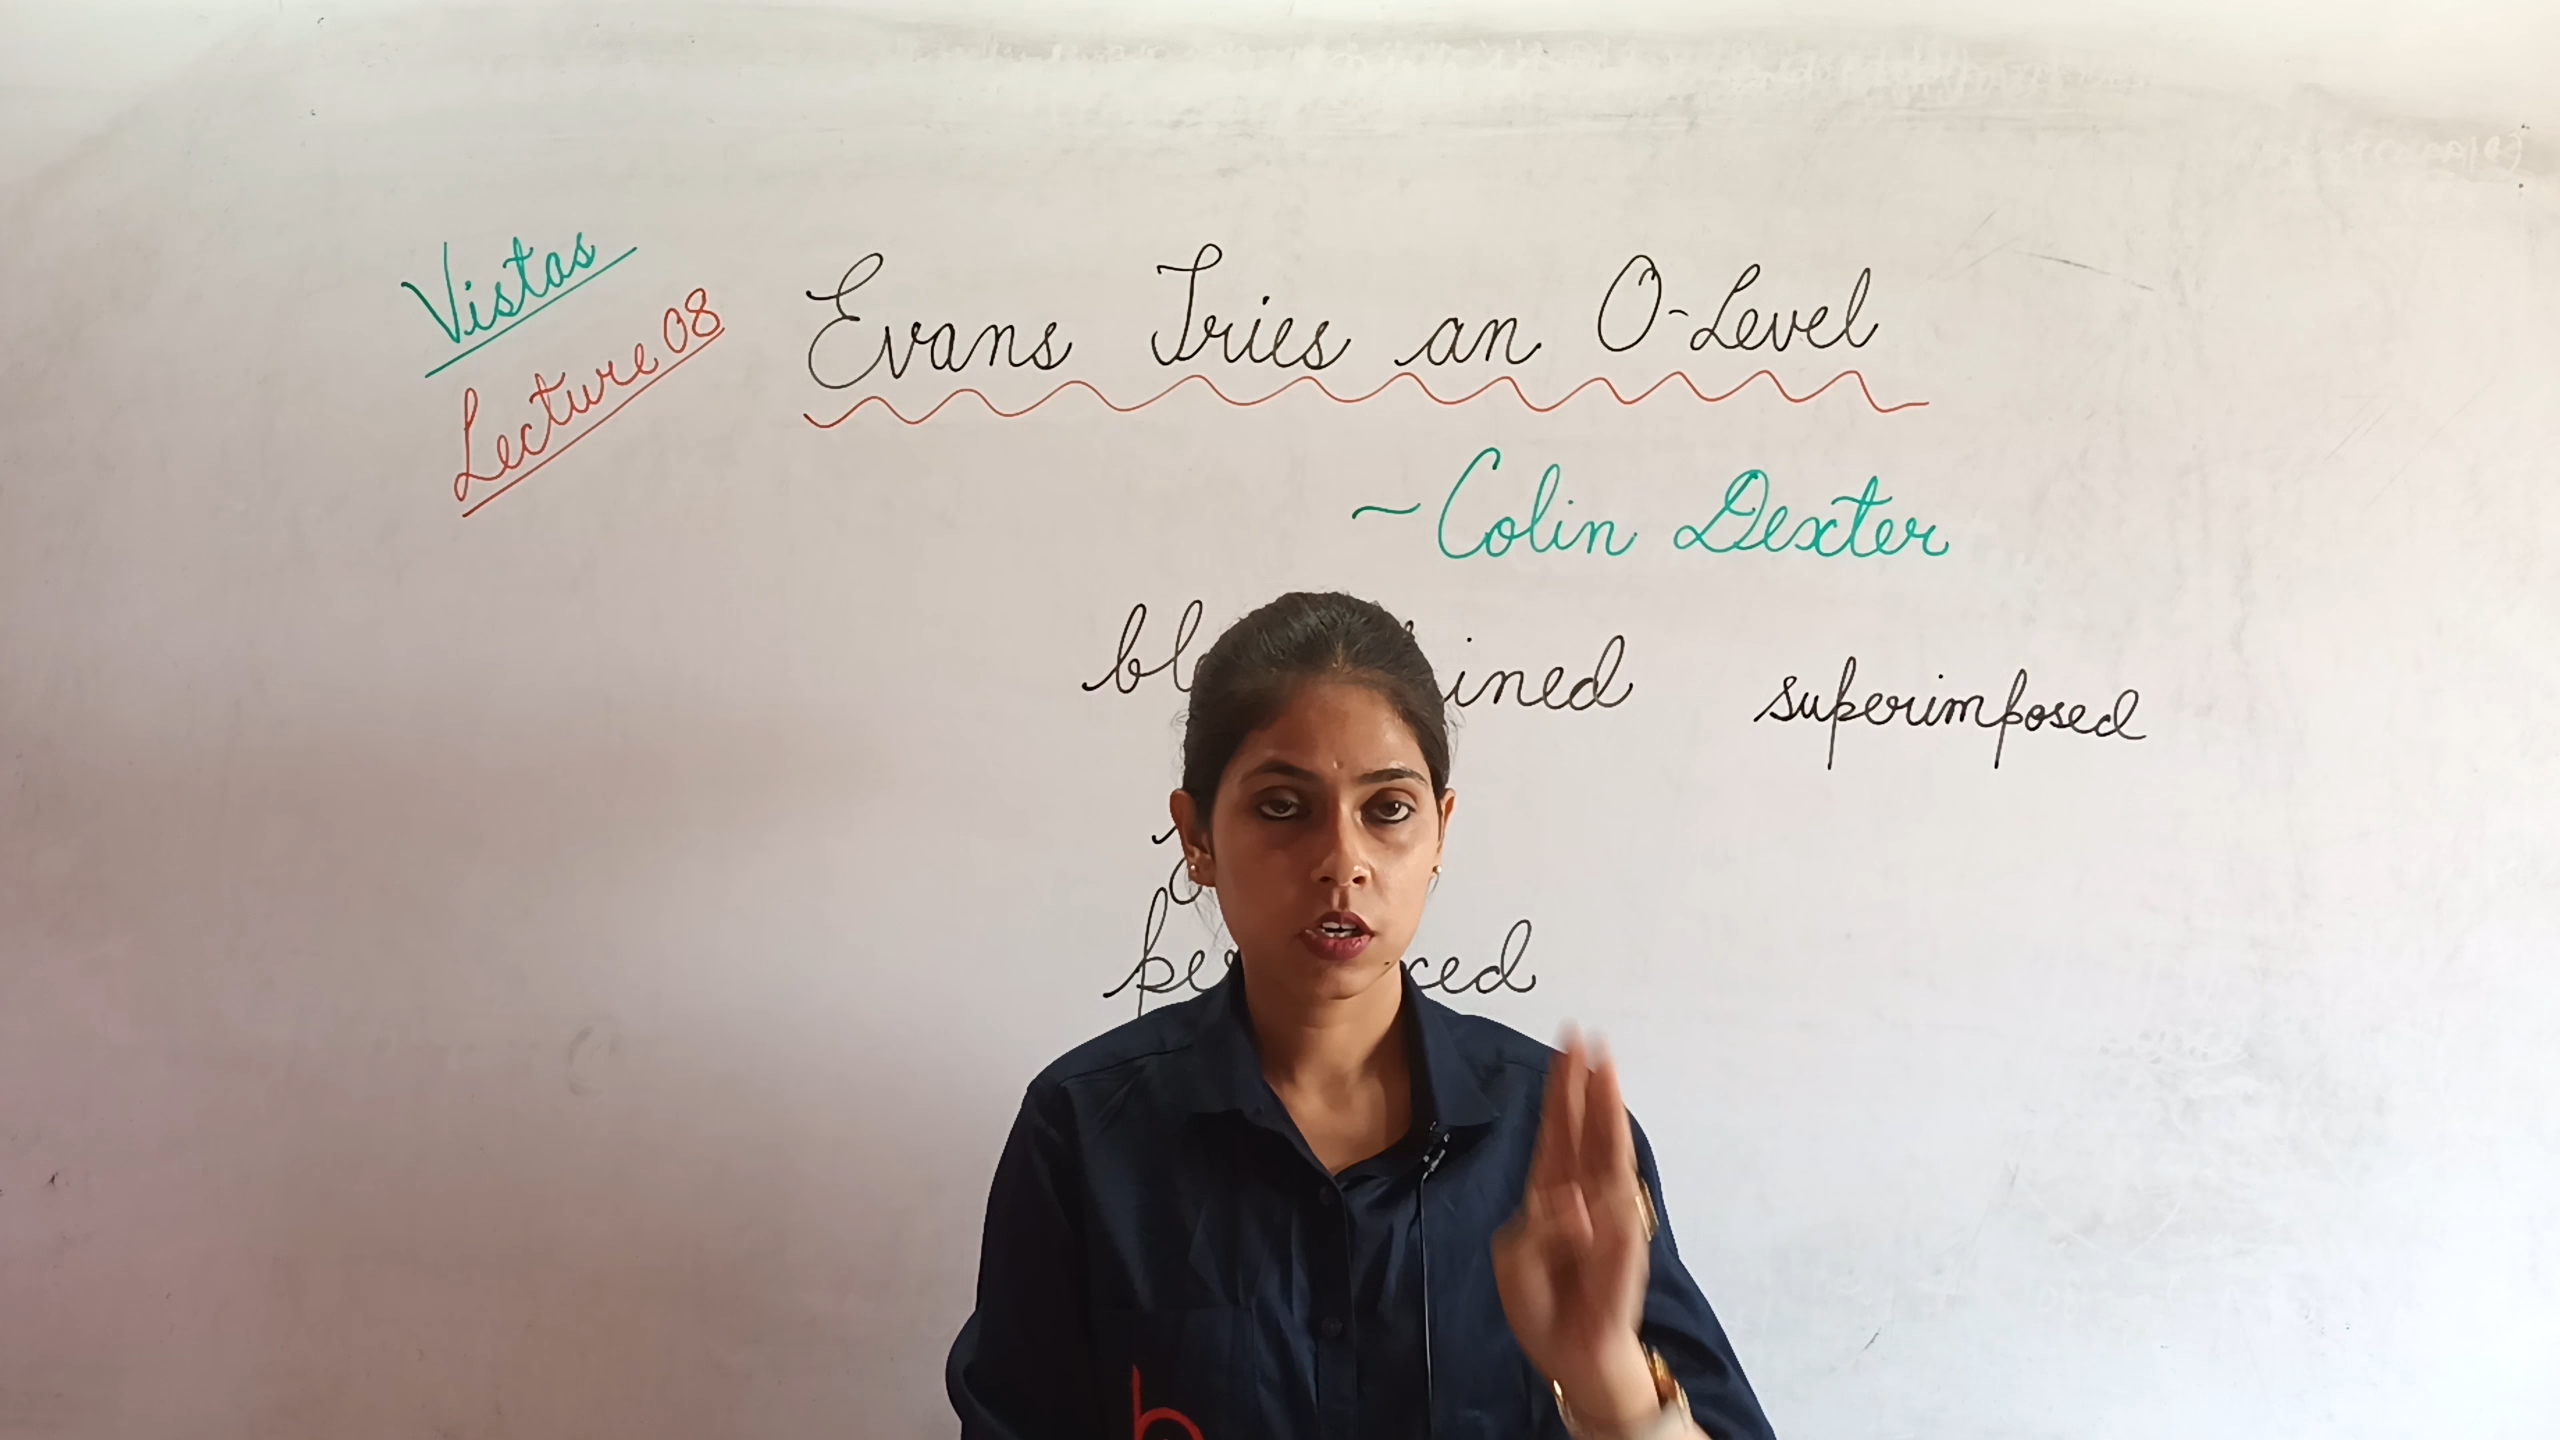 Vistas
Lecture 08
Evans Tries an O-Level
~ Colin Dexter
superimposed